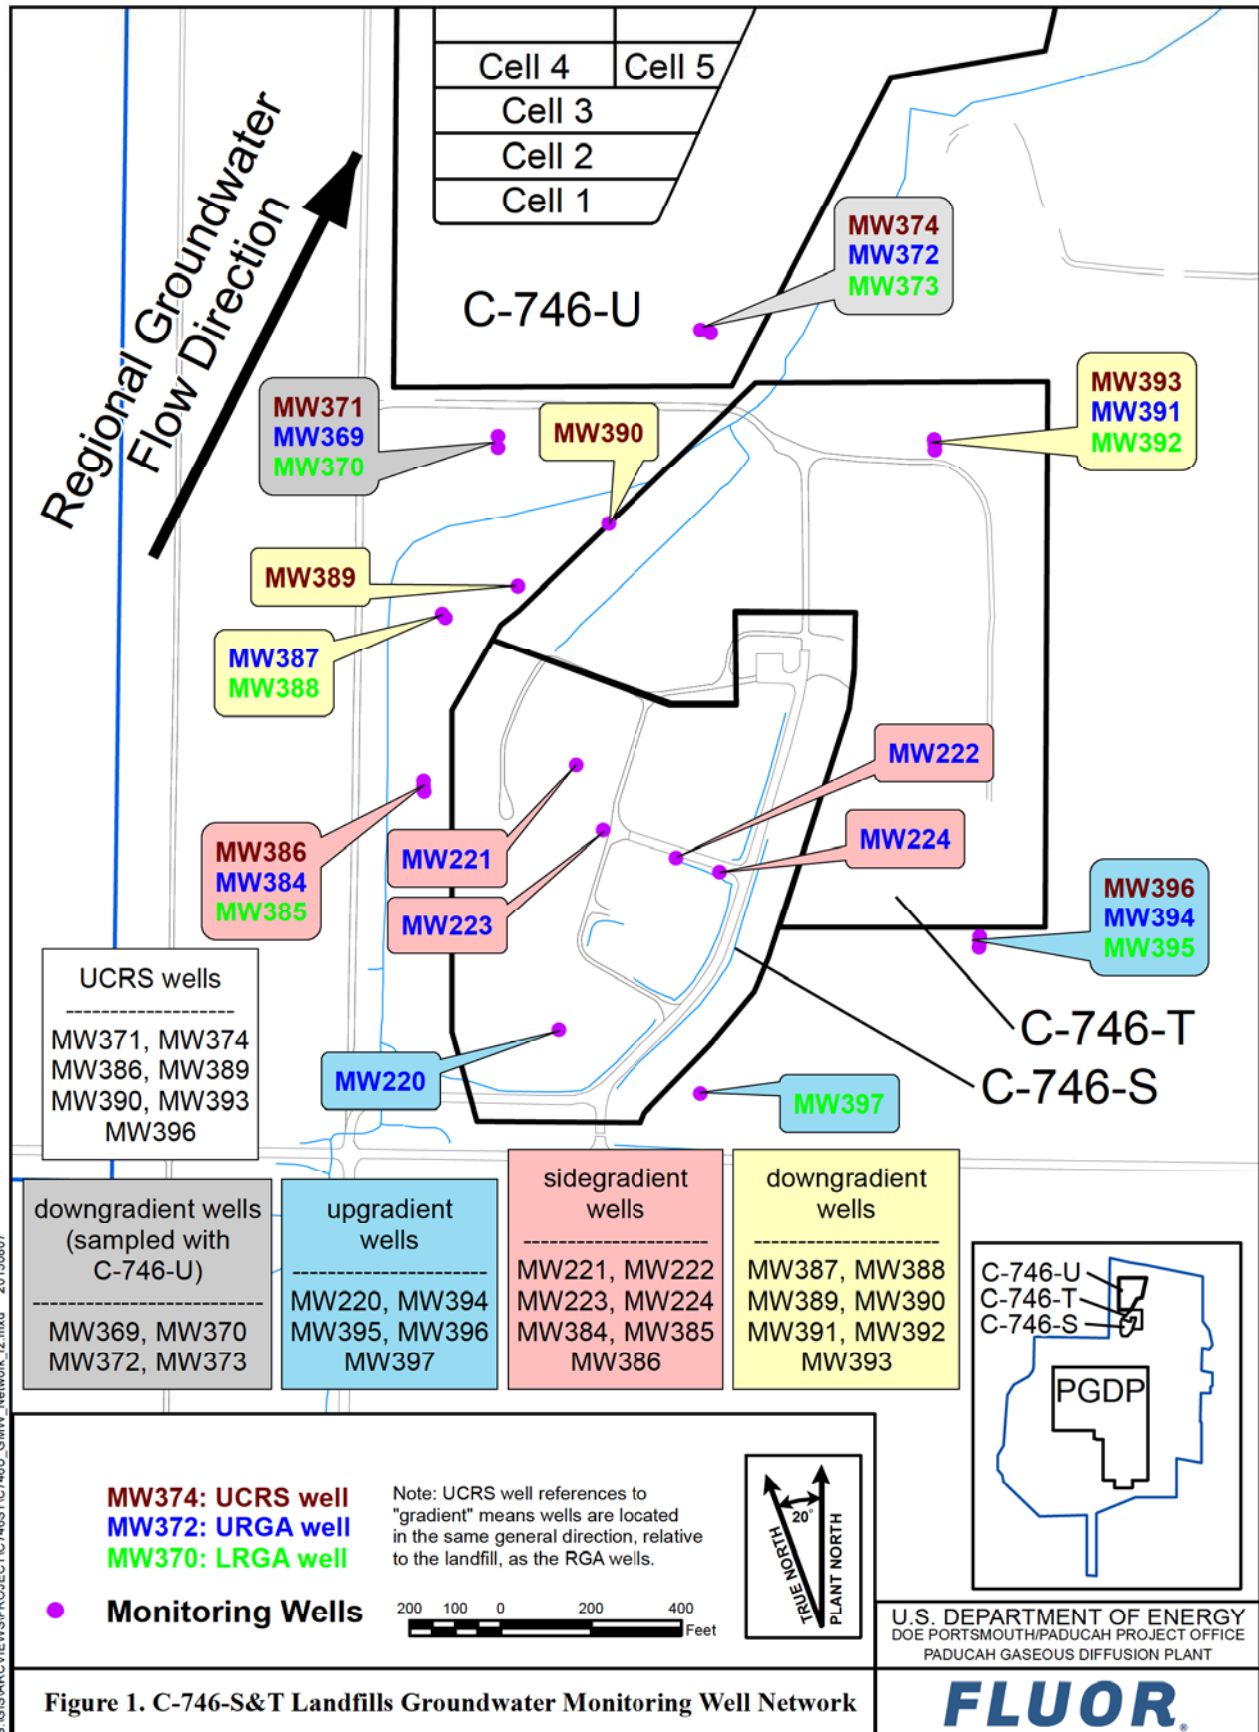 Cell 4
Cell 5
Cell 3
Cell 2
Cell 1
Regional Groundwater
Flow Direction
C-746-U
MW374
MW372
MW373
MW371
MW369
MW370
MW390
MW393
MW391
MW392
MW389
MW387
MW388
MW222
MW224
MW386
MW384
MW385
MW221
MW223
MW396
MW394
MW395
C-746-T
C-746-S
MW220
MW397
UCRS wells
-------------------
MW371, MW374
MW386, MW389
MW390, MW393
MW396
downgradient wells
(sampled with
C-746-U)
--------------------------
MW369, MW370
MW372, MW373
upgradient
wells
----------------------
MW220, MW394
MW395, MW396
MW397
sidegradient
wells
---------------------
MW221, MW222
MW223, MW224
MW384, MW385
MW386
downgradient
wells
---------------------
MW387, MW388
MW389, MW390
MW391, MW392
MW393
C-746-U
C-746-T
C-746-S
PGDP
MW374: UCRS well
MW372: URGA well
MW370: LRGA well
Monitoring Wells
Note: UCRS well references to
"gradient" means wells are located
in the same general direction, relative
to the landfill, as the RGA wells.
200 100 0 200 400
Feet
20°
TRUE NORTH
PLANT NORTH
U.S. DEPARTMENT OF ENERGY
DOE PORTSMOUTH/PADUCAH PROJECT OFFICE
PADUCAH GASEOUS DIFFUSION PLANT
Figure 1. C-746-S&T Landfills Groundwater Monitoring Well Network
FLUOR®